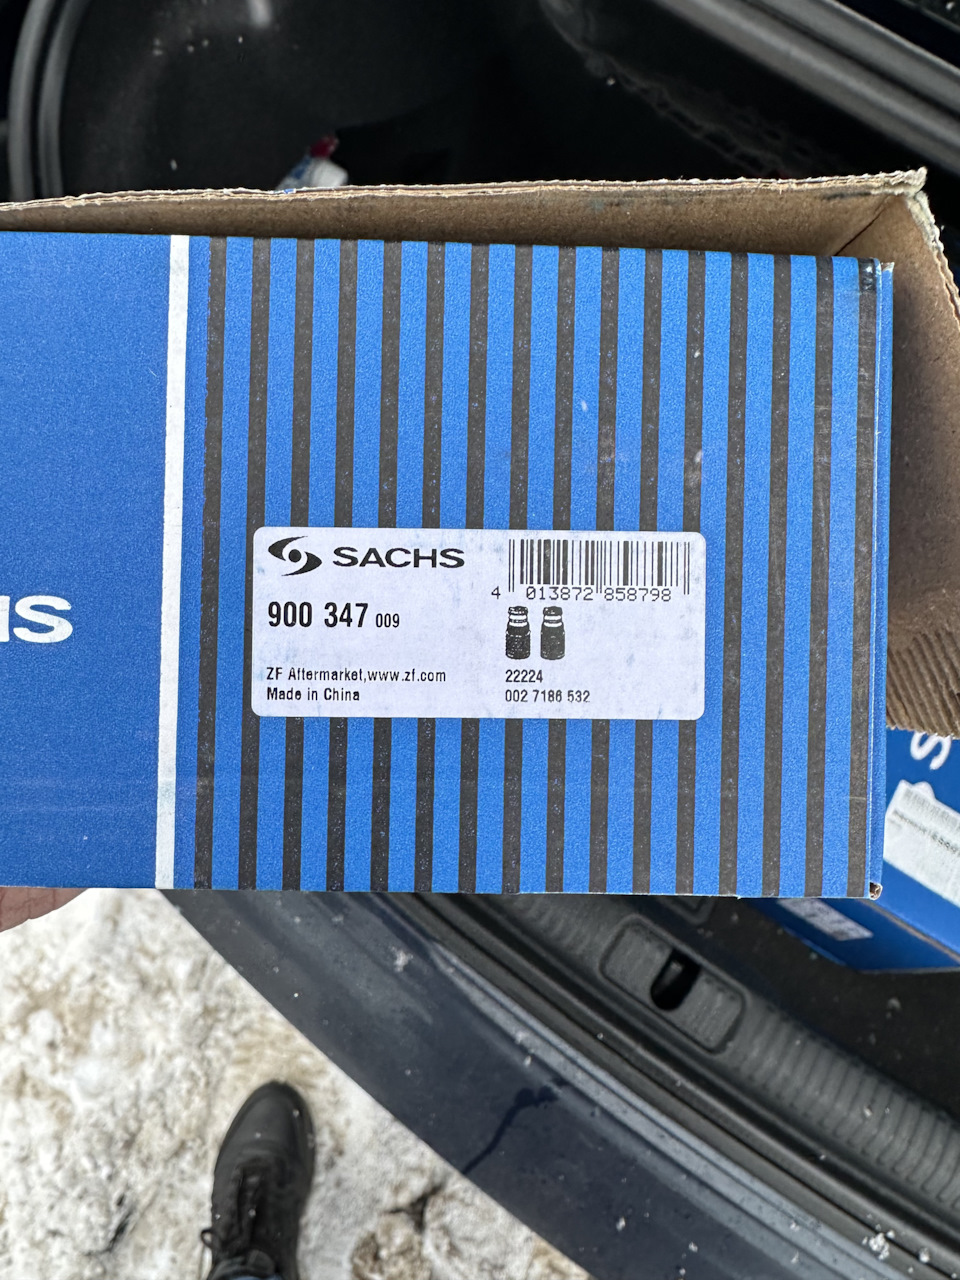 HS
SACHS
4 013872 858798
900 347 009
ZF Aftermarket,www.zf.com
Made in China
22224
002 7186 532
S